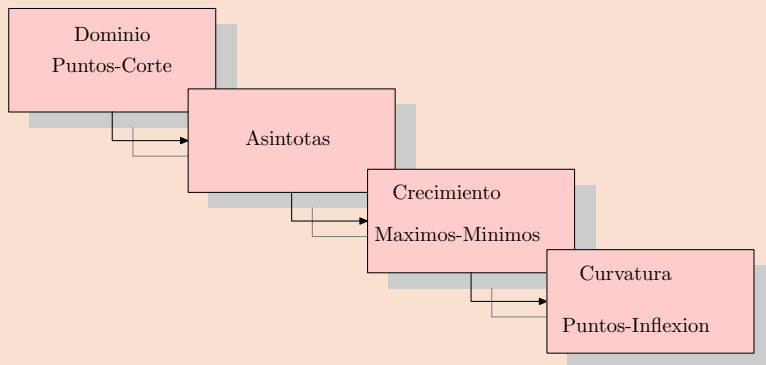 Dominio
Puntos-Corte
Asintotas
Crecimiento
Maximos-Minimos
Curvatura
Puntos-Inflexion